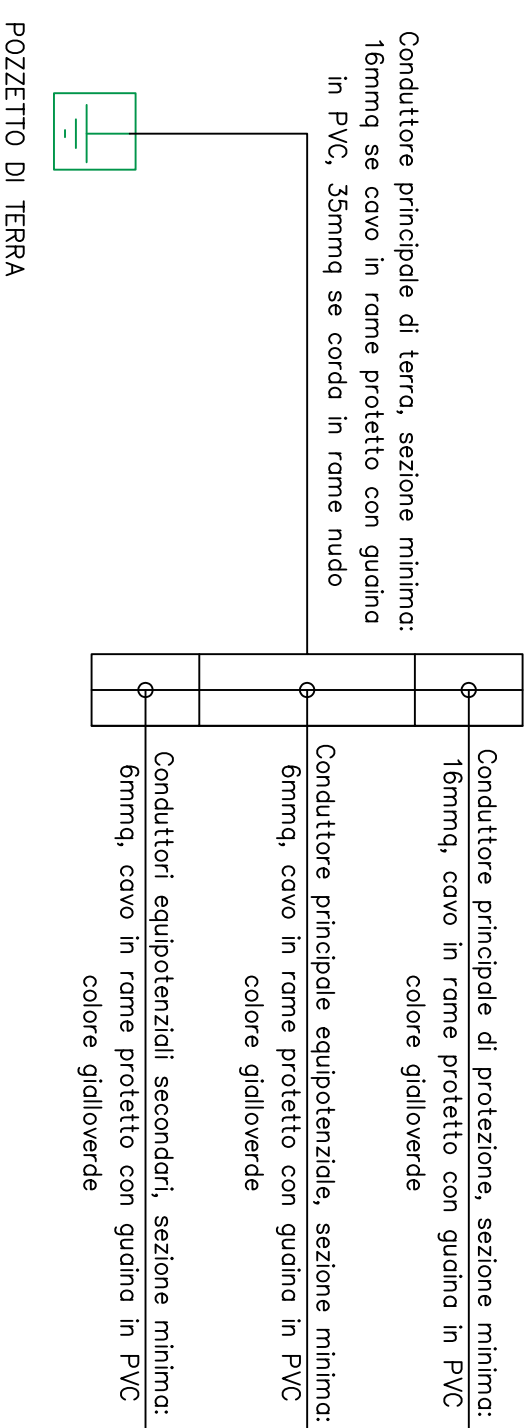 Conduttore principale di terra, sezione minima:
16mmq se cavo in rame protetto con guaina
in PVC, 35mmq se corda in rame nudo
POZZETTO DI TERRA
Conduttore principale di protezione, sezione minima:
16mmq, cavo in rame protetto con guaina in PVC
colore gialloverde
Conduttore principale equipotenziale, sezione minima:
6mmq, cavo in rame protetto con guaina in PVC
colore gialloverde
Conduttori equipotenziali secondari, sezione minima:
6mmq, cavo in rame protetto con guaina in PVC
colore gialloverde